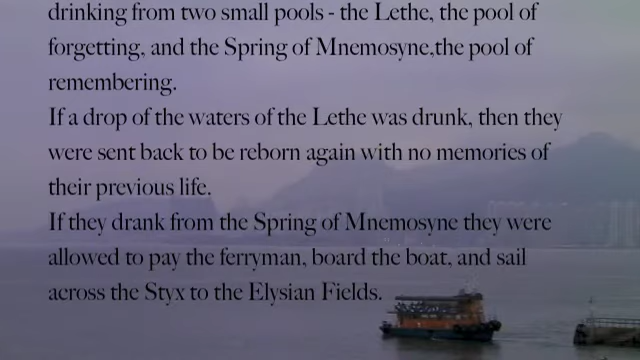 drinking from two small pools - the Lethe, the pool of
forgetting, and the Spring of Mnemosyne,the pool of
remembering.
If a drop of the waters of the Lethe was drunk, then they
were sent back to be reborn again with no memories of
their previous life.
If they drank from the Spring of Mnemosyne they were
allowed to pay the ferryman, board the boat, and sail
across the Styx to the Elysian Fields.